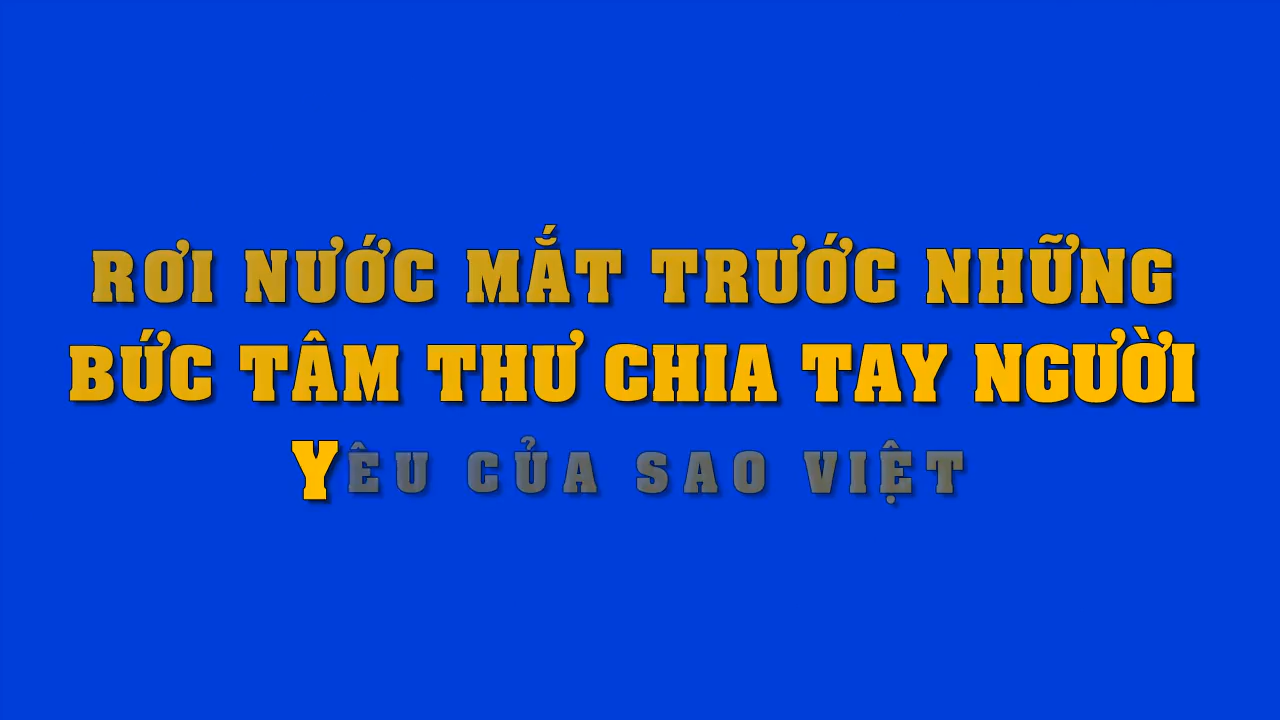 RƠI NƯỚC MẮT TRƯỚC NHỮNG
BỨC TÂM THƯ CHIA TAY NGƯỜI
YÊU CỦA SAO VIỆT